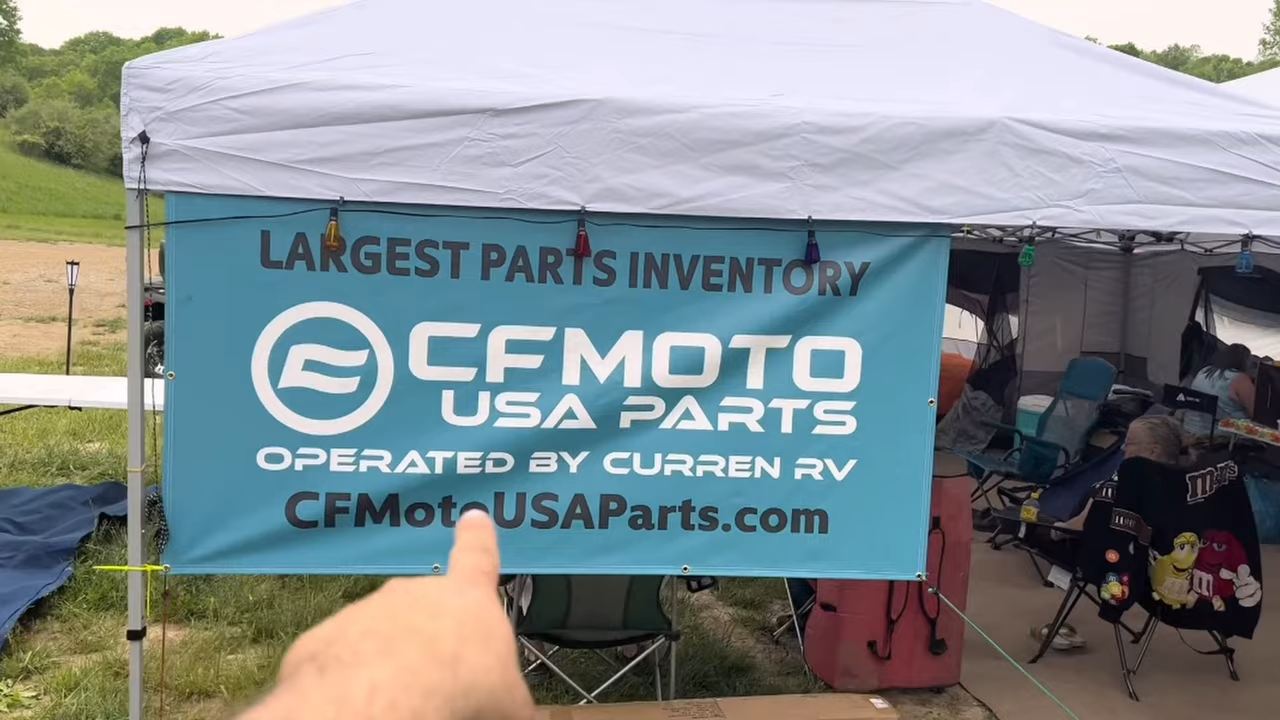 LARGEST PARTS INVENTORY
CFMOTO
USA PARTS
OPERATED BY CURREN RV
CFMotoUSAParts.com
m&m's
m